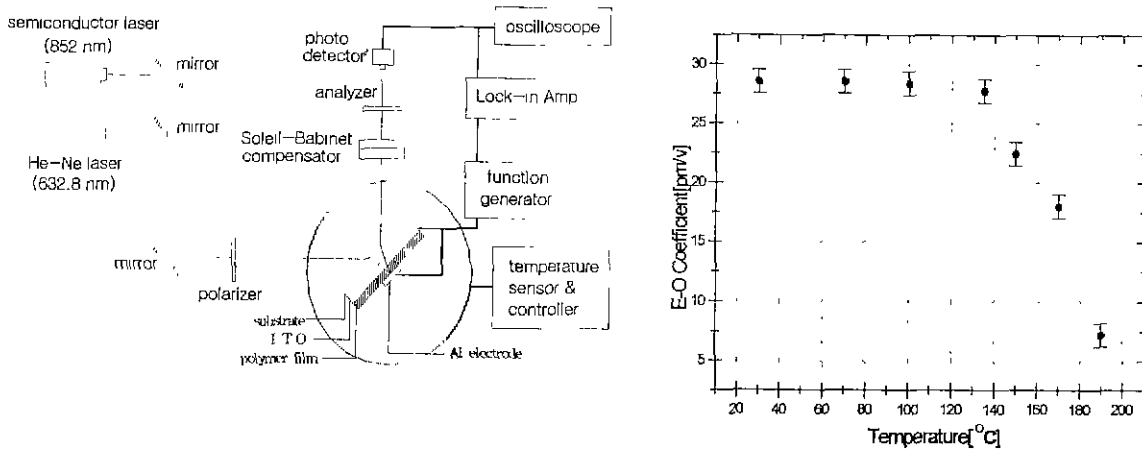 semiconductor laser
(852 nm)
mirror
mirror
He-Ne laser
(632.8 nm)
mirror
polarizer
photo
detector
analyzer
Soleil-Babinet
compensator
oscilloscope
Lock-in Amp
function
generator
temperature
sensor &
controller
substrate
ITO
polymer film
Al electrode
E-O Coefficient[pm/v]
30
25
20
15
10
5
20 40 60 80 100 120 140 160 180 200
Temperature[°C]